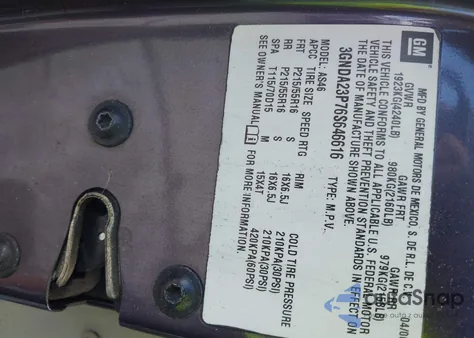 GM
MFD BY GENERAL MOTORS DE MEXICO, S. DE R.L. DE C.
GVWR GAWR FRT GAWR RR
1923KG(4240LB) 980KG(2160LB) 979KG(2160LB)
THIS VEHICLE CONFORMS TO ALL APPLICABLE U.S. FEDERAL MOTOR
VEHICLE SAFETY AND THEFT PREVENTION STANDARDS IN EFFECT ON
THE DATE OF MANUFACTURE SHOWN ABOVE.
3GNDA23P76S646616 TYPE: M.P.V.
MODEL: AS46
APCC TIRE SIZE SPEED RTG RIM COLD TIRE PRESSURE
FRT P215/55R16 S 16X6.5J 210KPA(30PSI)
RR P215/55R16 S 16X6.5J 210KPA(30PSI)
SPA T115/70D15 M 15X4T 420KPA(60PSI)
SEE OWNER'S MANUAL FOR MORE INFORMATION.